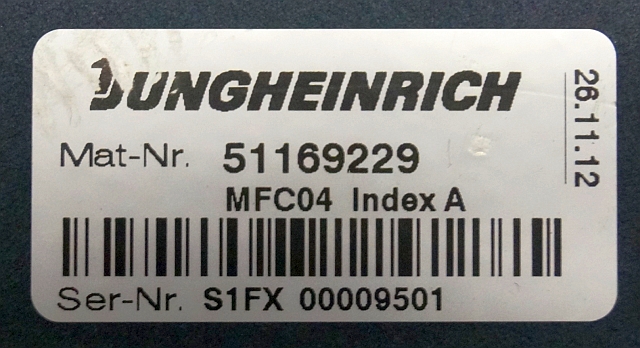 JUNGHEINRICH
Mat-Nr. 51169229
MFC04 Index A
Ser-Nr. S1FX 00009501
26.11.12